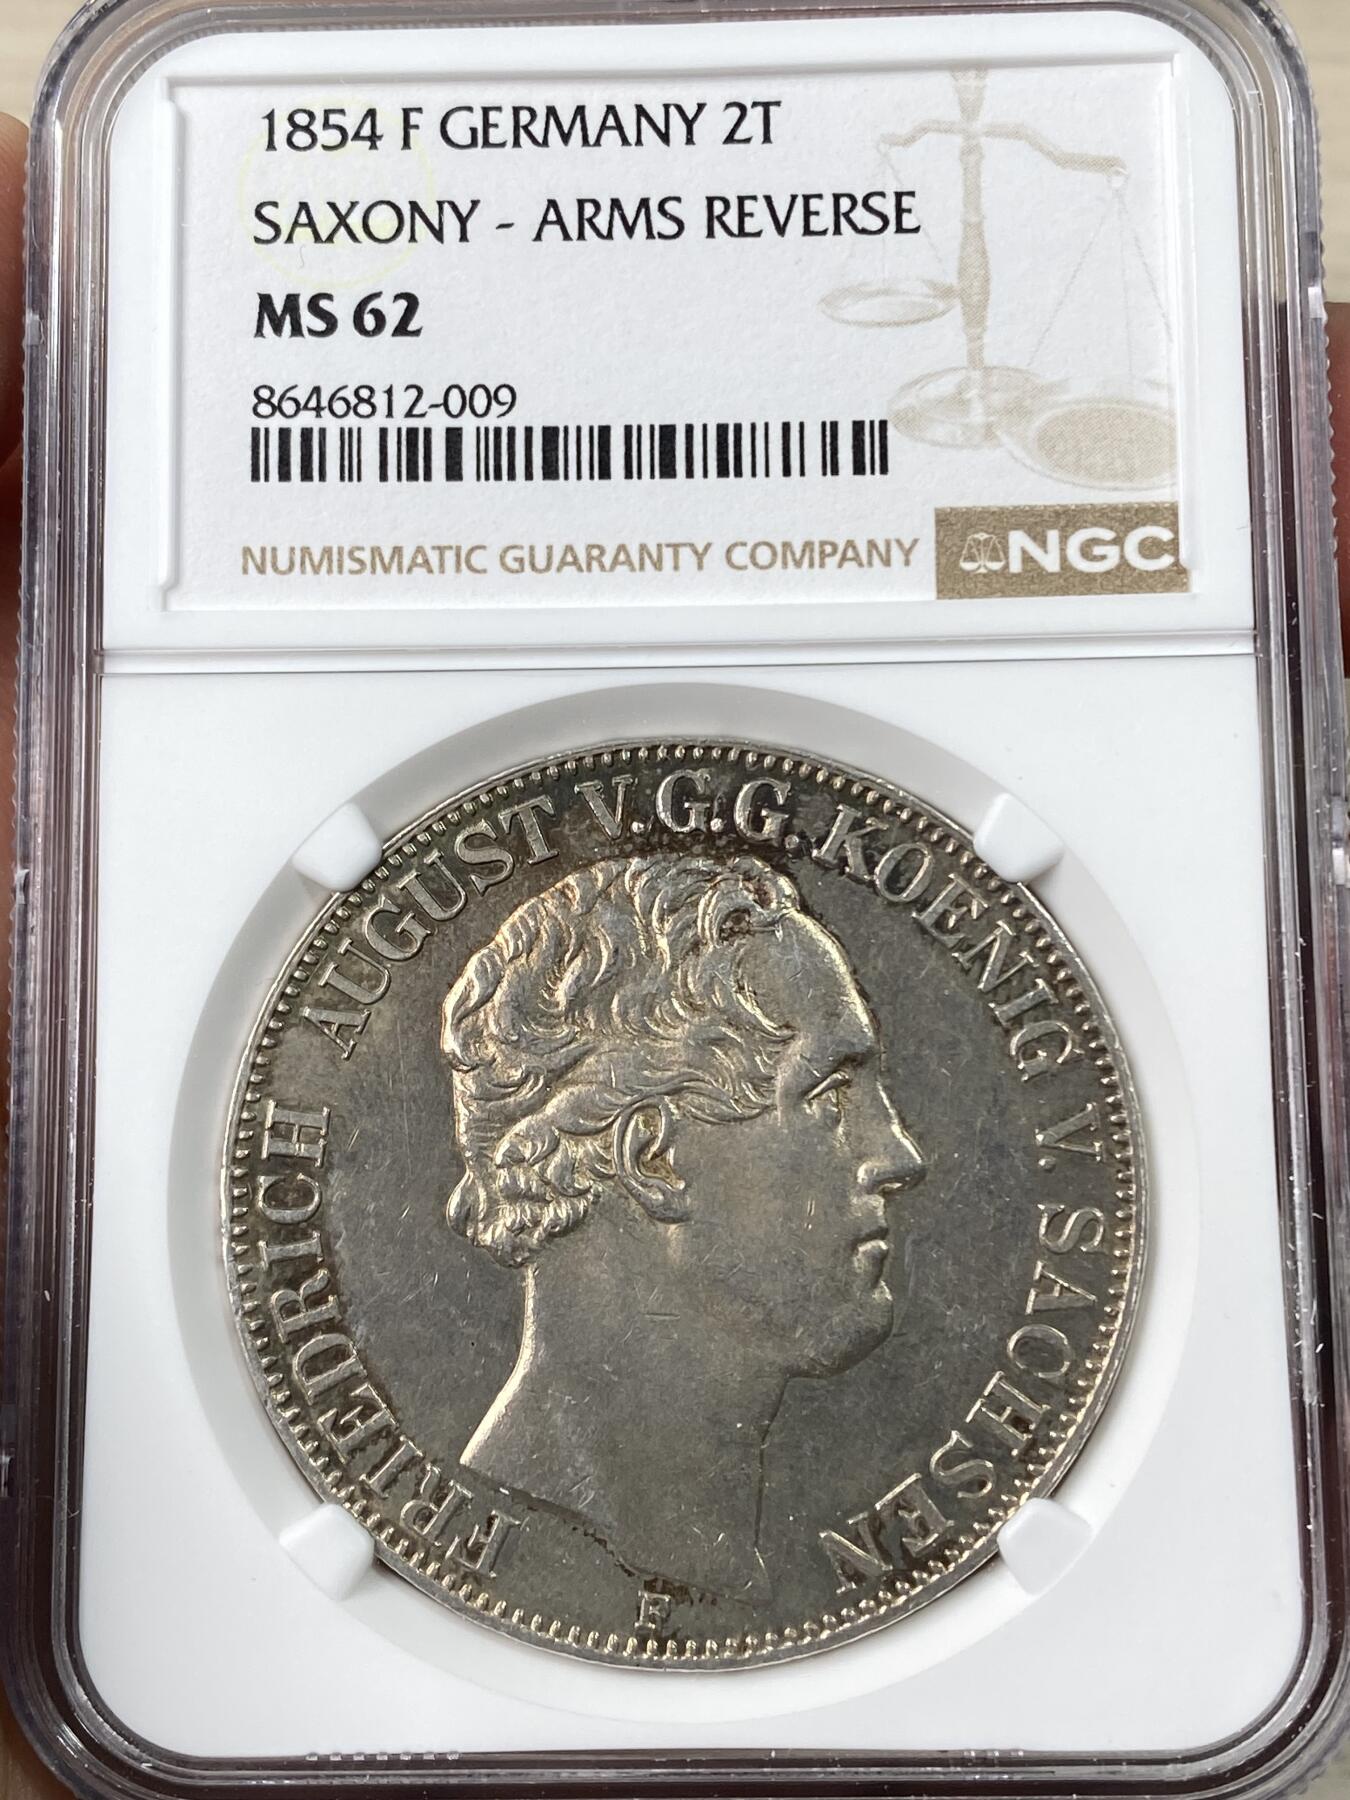 1854 F GERMANY 2T
SAXONY - ARMS REVERSE
MS 62
8646812-009
NUMISMATIC GUARANTY COMPANY
NGC
FRIEDRICH AUGUST V.G.G. KOENIG V. SACHSEN
F